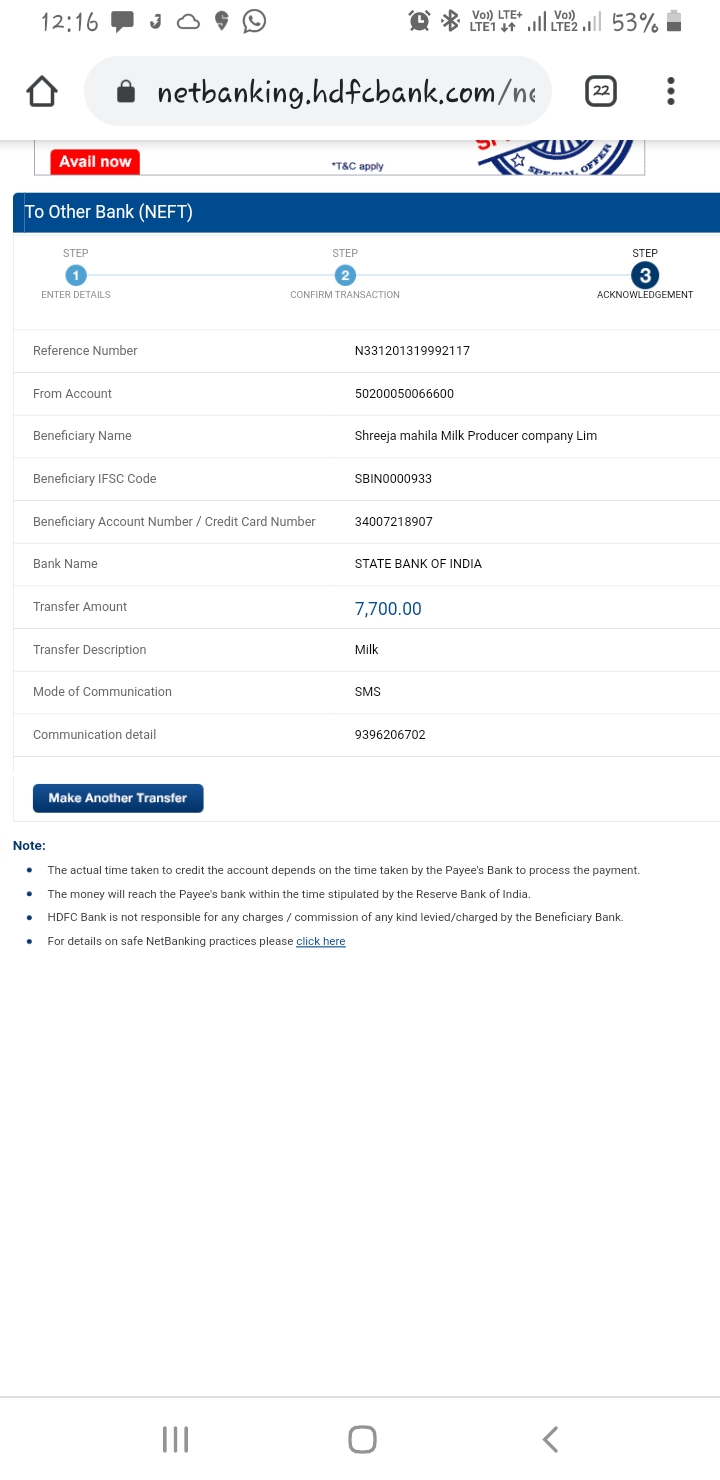 12:16 Vo)) LTE+ LTE1 Vo)) LTE2 53%
netbanking.hdfcbank.com/ne 22
Avail now *T&C apply SPECIAL OFFER
To Other Bank (NEFT)
STEP STEP STEP
1 2 3
ENTER DETAILS CONFIRM TRANSACTION ACKNOWLEDGEMENT
Reference Number N331201319992117
From Account 50200050066600
Beneficiary Name Shreeja mahila Milk Producer company Lim
Beneficiary IFSC Code SBIN0000933
Beneficiary Account Number / Credit Card Number 34007218907
Bank Name STATE BANK OF INDIA
Transfer Amount 7,700.00
Transfer Description Milk
Mode of Communication SMS
Communication detail 9396206702
Make Another Transfer
Note:
The actual time taken to credit the account depends on the time taken by the Payee's Bank to process the payment.
The money will reach the Payee's bank within the time stipulated by the Reserve Bank of India.
HDFC Bank is not responsible for any charges / commission of any kind levied/charged by the Beneficiary Bank.
For details on safe NetBanking practices please click here